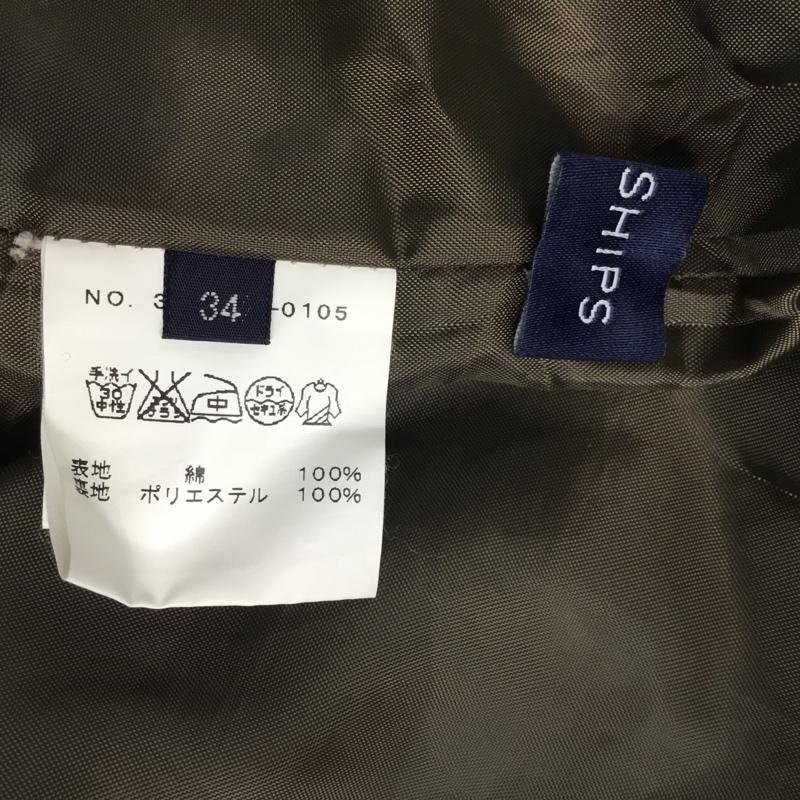 SHIPS
NO. 3
34
-0105
手洗イ
30
中性
中
ドライ
セキユ系
表地 綿 100%
裏地 ポリエステル 100%